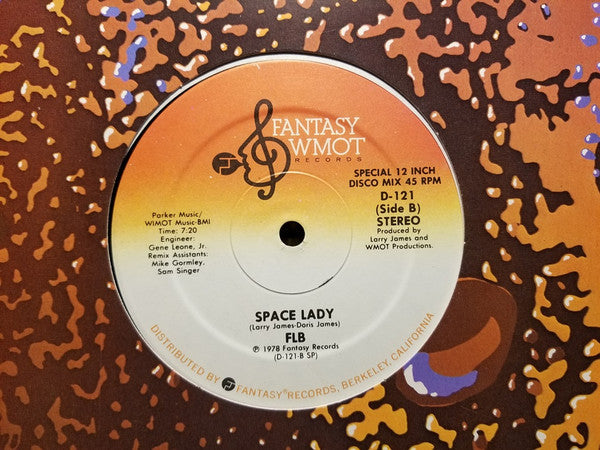 FANTASY
WMOT
RECORDS
SPECIAL 12 INCH
DISCO MIX 45 RPM
D-121
(Side B)
STEREO
Produced by
Larry James and
WMOT Productions.
Parker Music/
WIMOT Music-BMI
Time: 7:20
Engineer:
Gene Leone, Jr.
Remix Assistants:
Mike Gormley,
Sam Singer
SPACE LADY
(Larry James-Doris James)
FLB
℗ 1978 Fantasy Records
(D-121-B SP)
DISTRIBUTED BY FANTASY® RECORDS, BERKELEY, CALIFORNIA